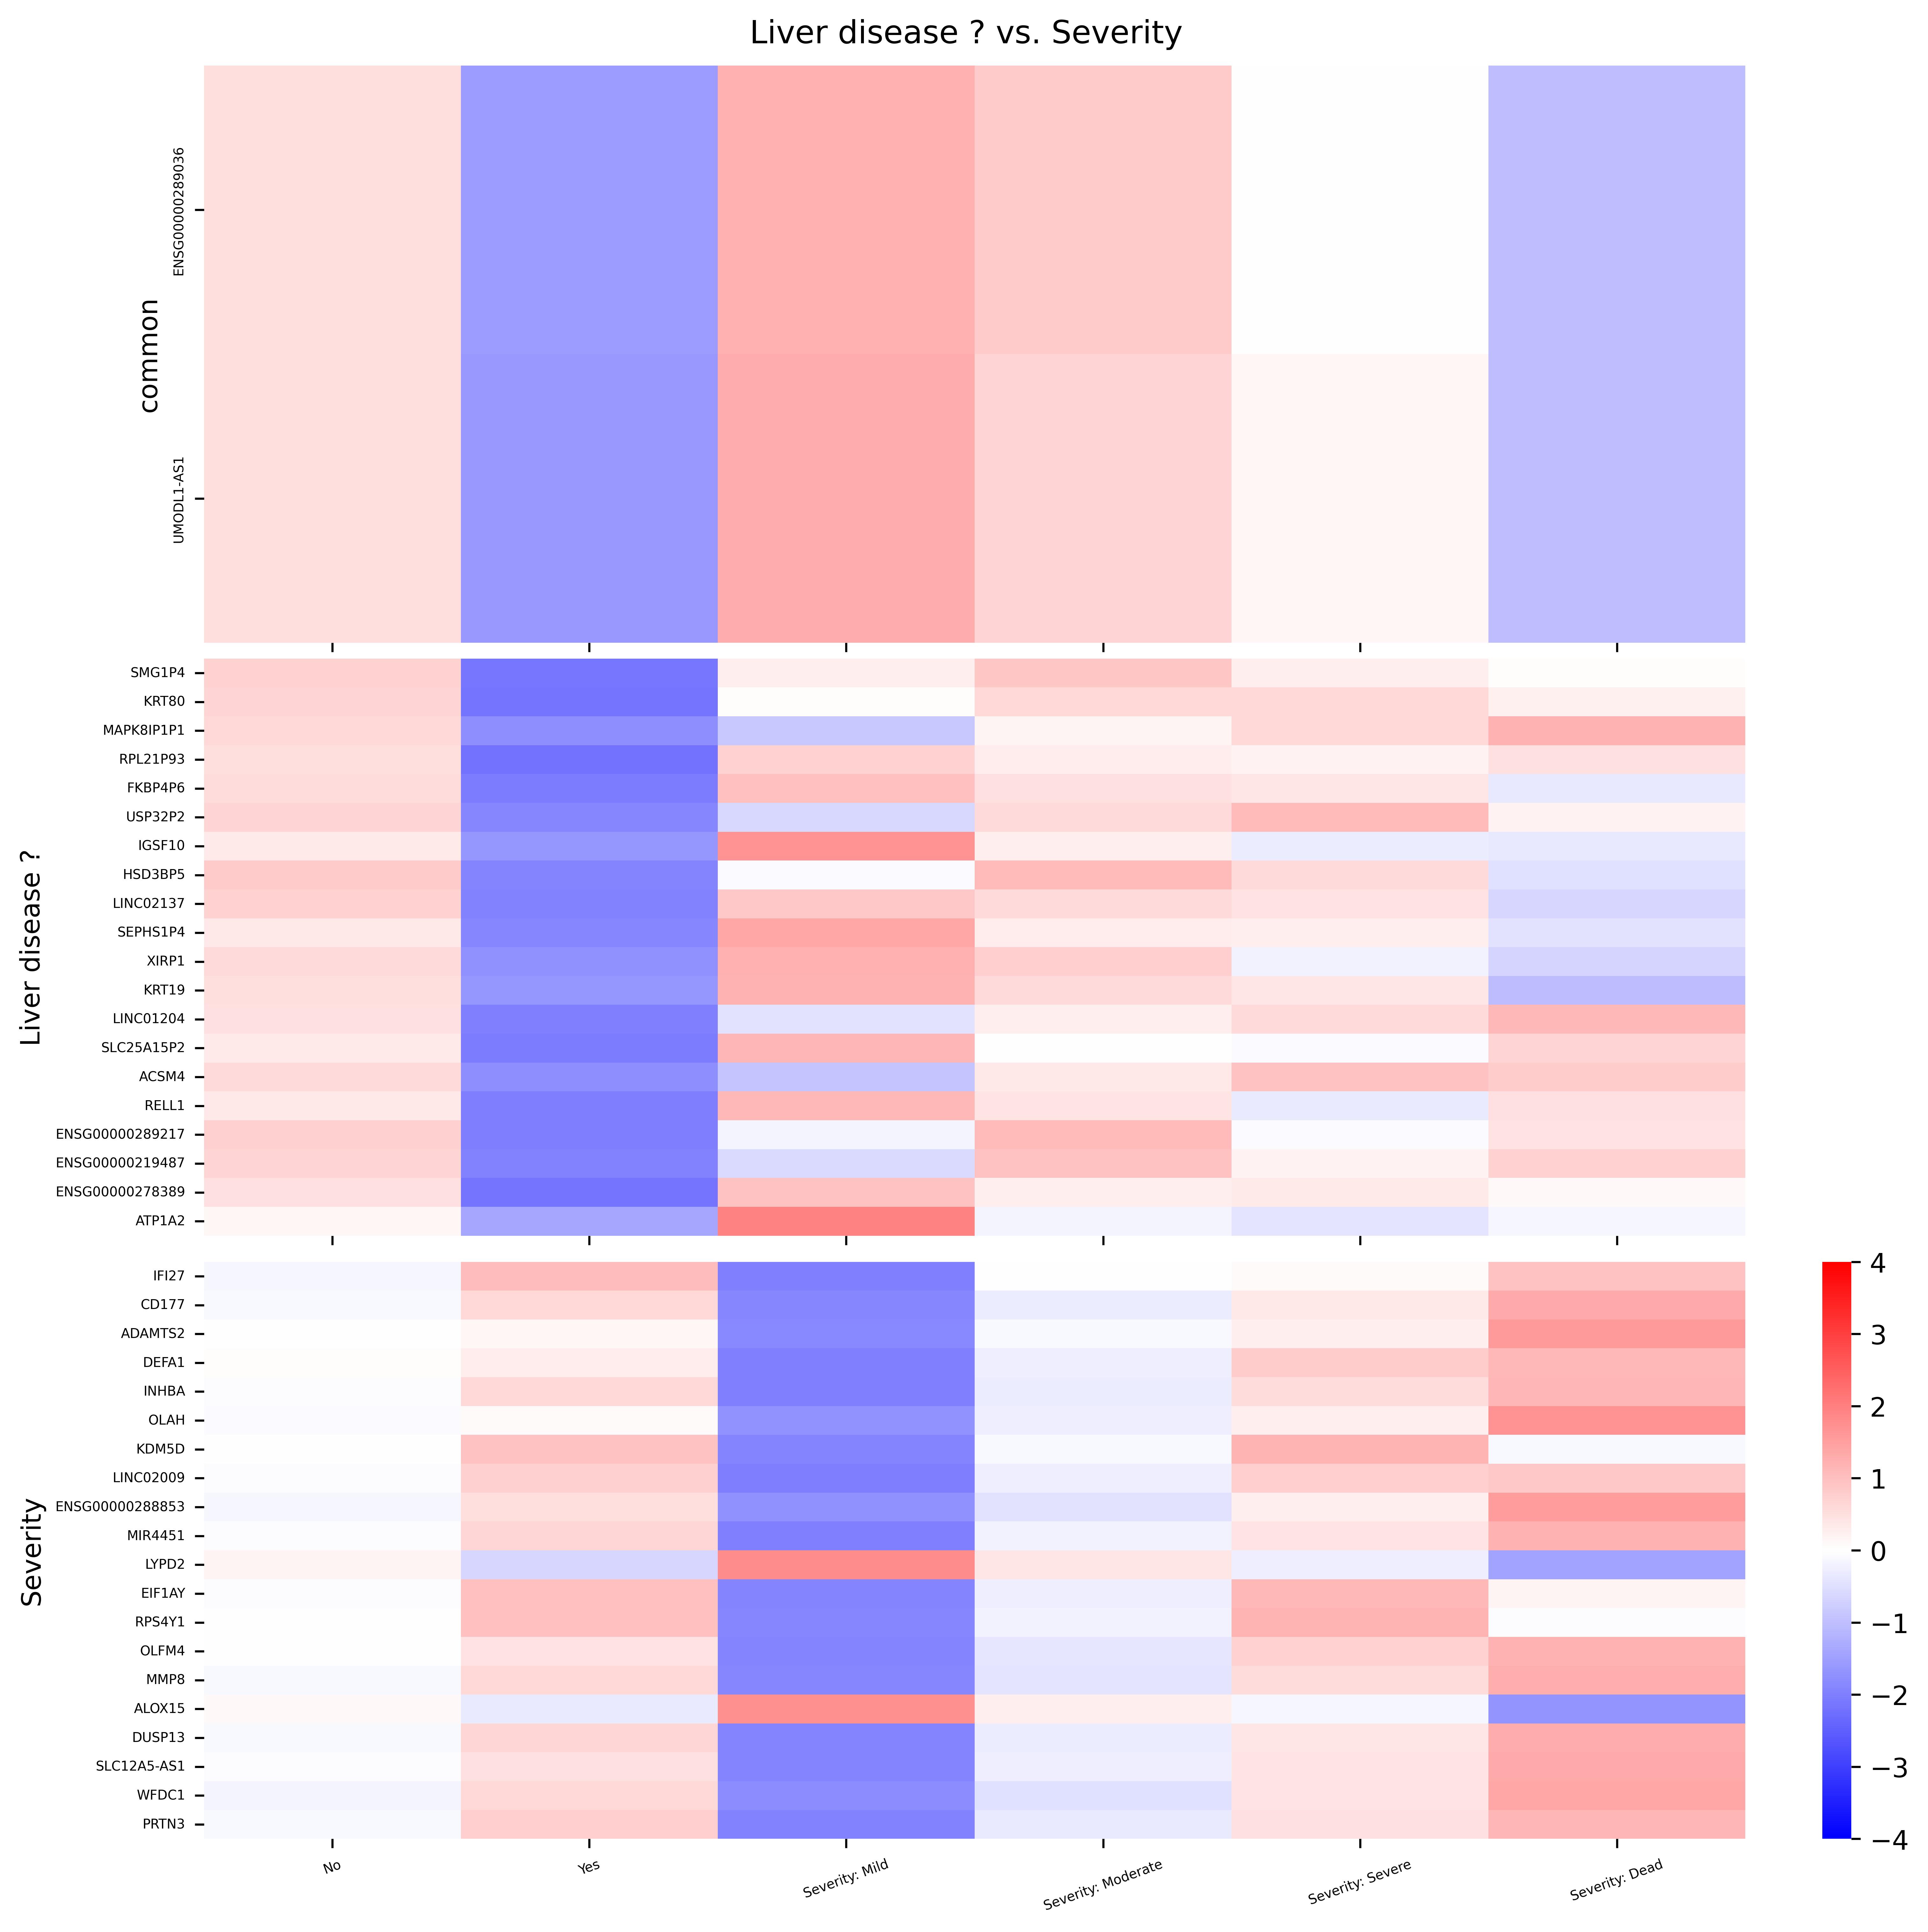 Liver disease ? vs. Severity
common
ENSG00000289036
UMODL1-AS1
Liver disease ?
SMG1P4
KRT80
MAPK8IP1P1
RPL21P93
FKBP4P6
USP32P2
IGSF10
HSD3BP5
LINC02137
SEPHS1P4
XIRP1
KRT19
LINC01204
SLC25A15P2
ACSM4
RELL1
ENSG00000289217
ENSG00000219487
ENSG00000278389
ATP1A2
Severity
IFI27
CD177
ADAMTS2
DEFA1
INHBA
OLAH
KDM5D
LINC02009
ENSG00000288853
MIR4451
LYPD2
EIF1AY
RPS4Y1
OLFM4
MMP8
ALOX15
DUSP13
SLC12A5-AS1
WFDC1
PRTN3
No
Yes
Severity: Mild
Severity: Moderate
Severity: Severe
Severity: Dead
4
3
2
1
0
−1
−2
−3
−4